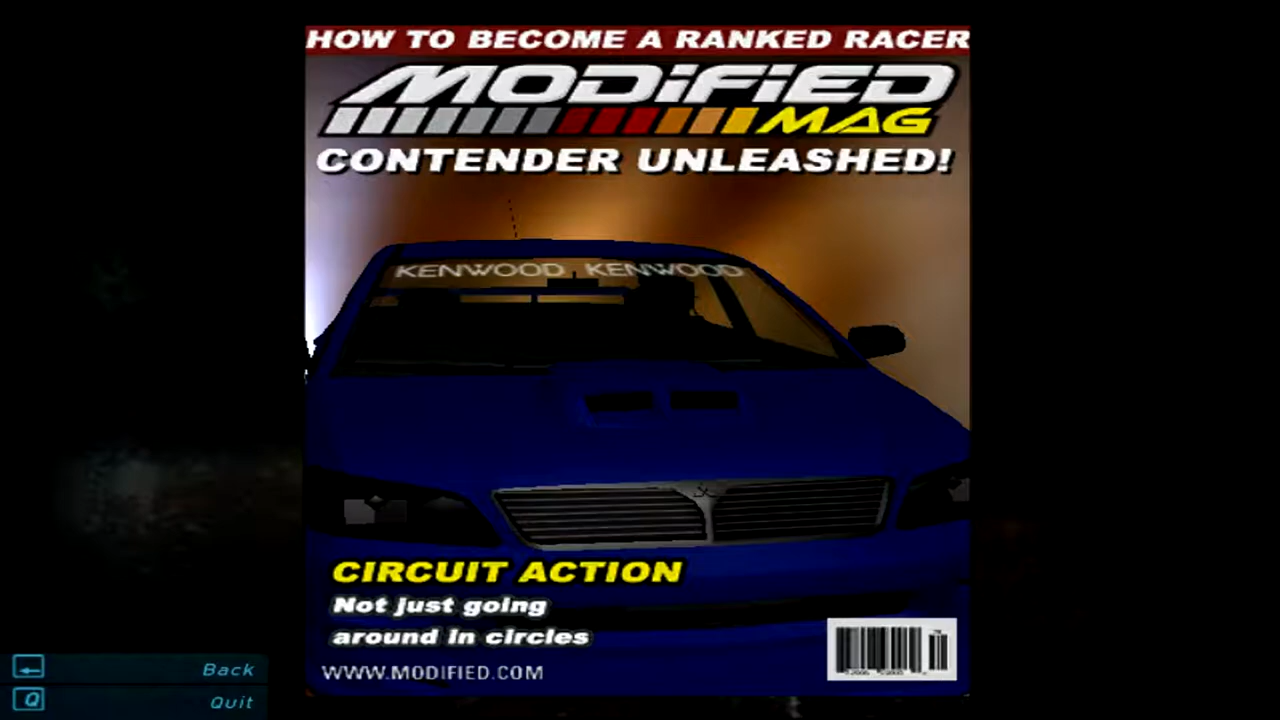 HOW TO BECOME A RANKED RACER
MODiFiED
MAG
CONTENDER UNLEASHED!
KENWOOD KENWOOD
CIRCUIT ACTION
Not just going
around in circles
WWW.MODIFIED.COM
Back
Q Quit